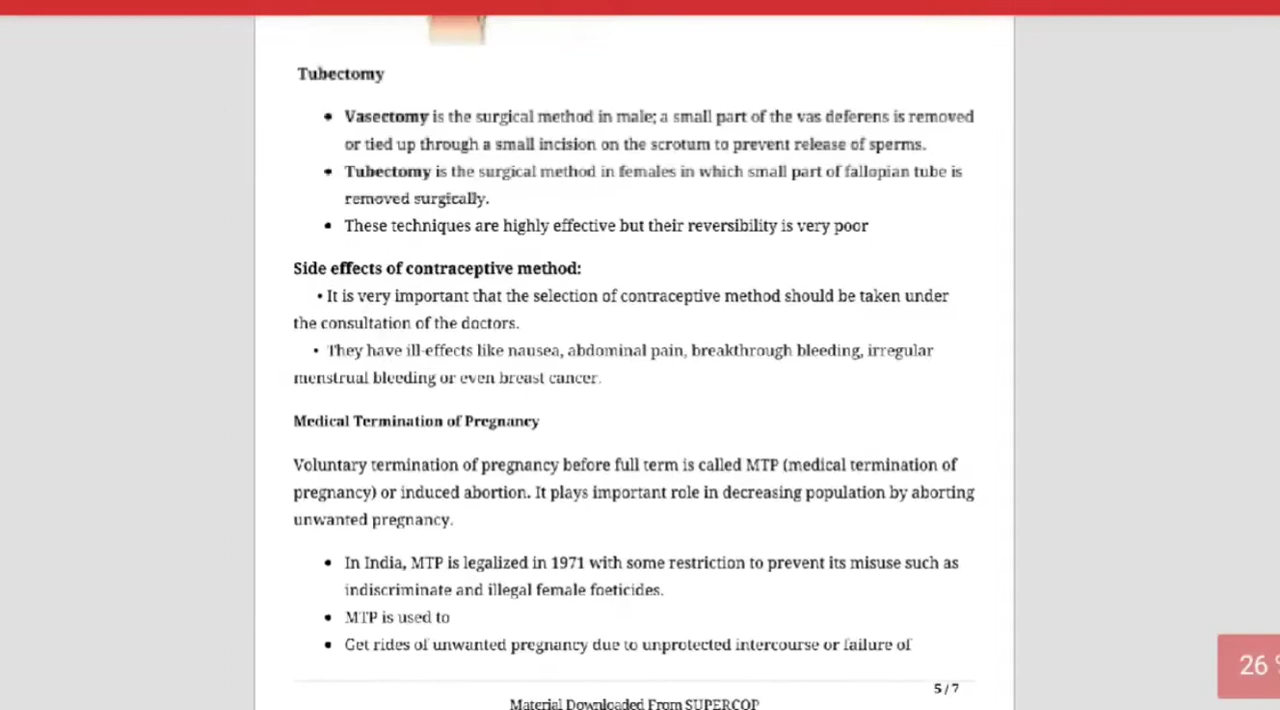 Tubectomy
• Vasectomy is the surgical method in male; a small part of the vas deferens is removed
or tied up through a small incision on the scrotum to prevent release of sperms.
• Tubectomy is the surgical method in females in which small part of fallopian tube is
removed surgically.
• These techniques are highly effective but their reversibility is very poor
Side effects of contraceptive method:
• It is very important that the selection of contraceptive method should be taken under
the consultation of the doctors.
• They have ill-effects like nausea, abdominal pain, breakthrough bleeding, irregular
menstrual bleeding or even breast cancer.
Medical Termination of Pregnancy
Voluntary termination of pregnancy before full term is called MTP (medical termination of
pregnancy) or induced abortion. It plays important role in decreasing population by aborting
unwanted pregnancy.
• In India, MTP is legalized in 1971 with some restriction to prevent its misuse such as
indiscriminate and illegal female foeticides.
• MTP is used to
• Get rides of unwanted pregnancy due to unprotected intercourse or failure of
5 / 7
Material Downloaded From SUPERCOP
26 %